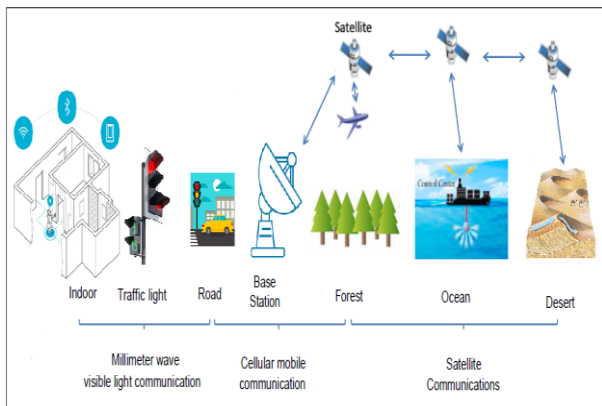 Satellite
Control Center
Indoor
Traffic light
Road
Base
Station
Forest
Ocean
Desert
Millimeter wave
visible light communication
Cellular mobile
communication
Satellite
Communications